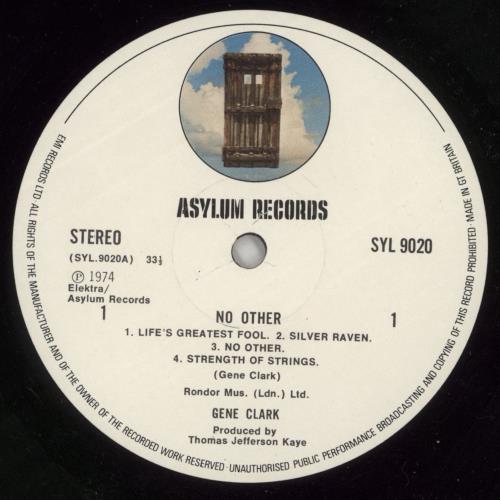 ASYLUM RECORDS
STEREO
(SYL.9020A) 33⅓
Ⓟ 1974
Elektra/
Asylum Records
1
SYL 9020
1
NO OTHER
1. LIFE'S GREATEST FOOL. 2. SILVER RAVEN.
3. NO OTHER.
4. STRENGTH OF STRINGS.
(Gene Clark)
Rondor Mus. (Ldn.) Ltd.
GENE CLARK
Produced by
Thomas Jefferson Kaye
EMI RECORDS LTD·ALL RIGHTS OF THE MANUFACTURER AND OF THE OWNER OF THE RECORDED WORK RESERVED·UNAUTHORISED PUBLIC PERFORMANCE BROADCASTING AND COPYING OF THIS RECORD PROHIBITED·MADE IN GT BRITAIN